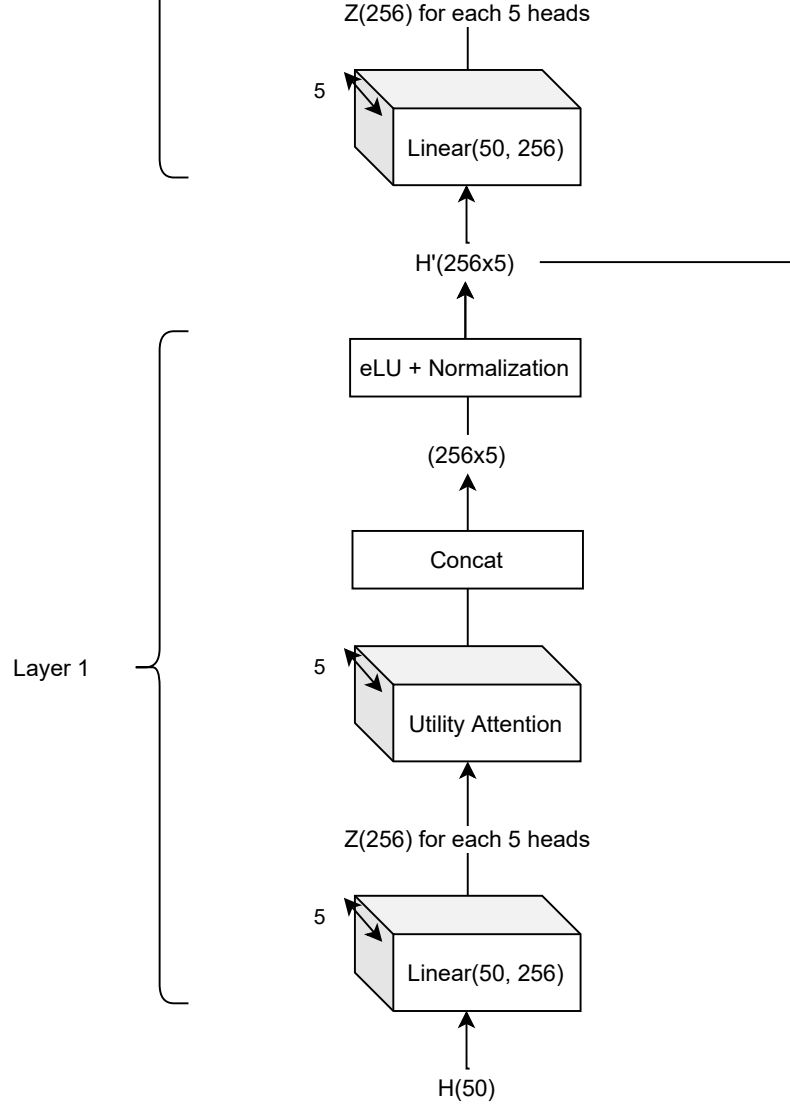 Z(256) for each 5 heads
5
Linear(50, 256)
H'(256x5)
eLU + Normalization
(256x5)
Concat
Layer 1
5
Utility Attention
Z(256) for each 5 heads
5
Linear(50, 256)
H(50)